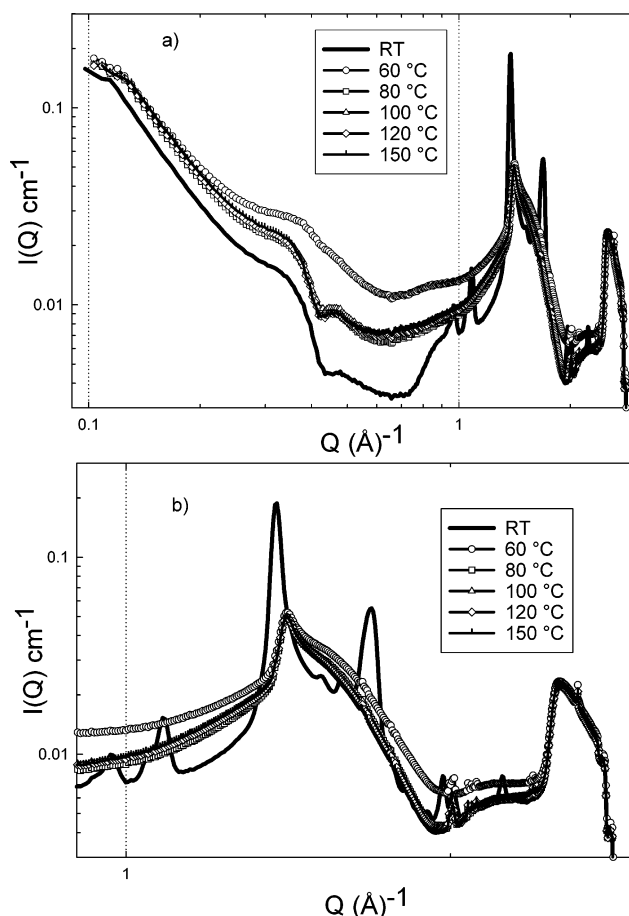 a)
RT
60 °C
80 °C
100 °C
120 °C
150 °C
0.1
0.01
I(Q) cm-1
0.1
1
Q (Å)-1
b)
RT
60 °C
80 °C
100 °C
120 °C
150 °C
0.1
0.01
I(Q) cm-1
1
Q (Å)-1